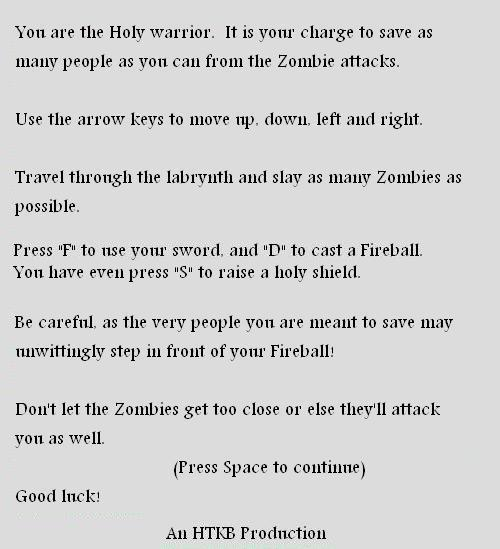 You are the Holy warrior. It is your charge to save as
many people as you can from the Zombie attacks.
Use the arrow keys to move up, down, left and right.
Travel through the labrynth and slay as many Zombies as
possible.
Press "F" to use your sword, and "D" to cast a Fireball.
You have even press "S" to raise a holy shield.
Be careful, as the very people you are meant to save may
unwittingly step in front of your Fireball!
Don't let the Zombies get too close or else they'll attack
you as well.
(Press Space to continue)
Good luck!
An HTKB Production